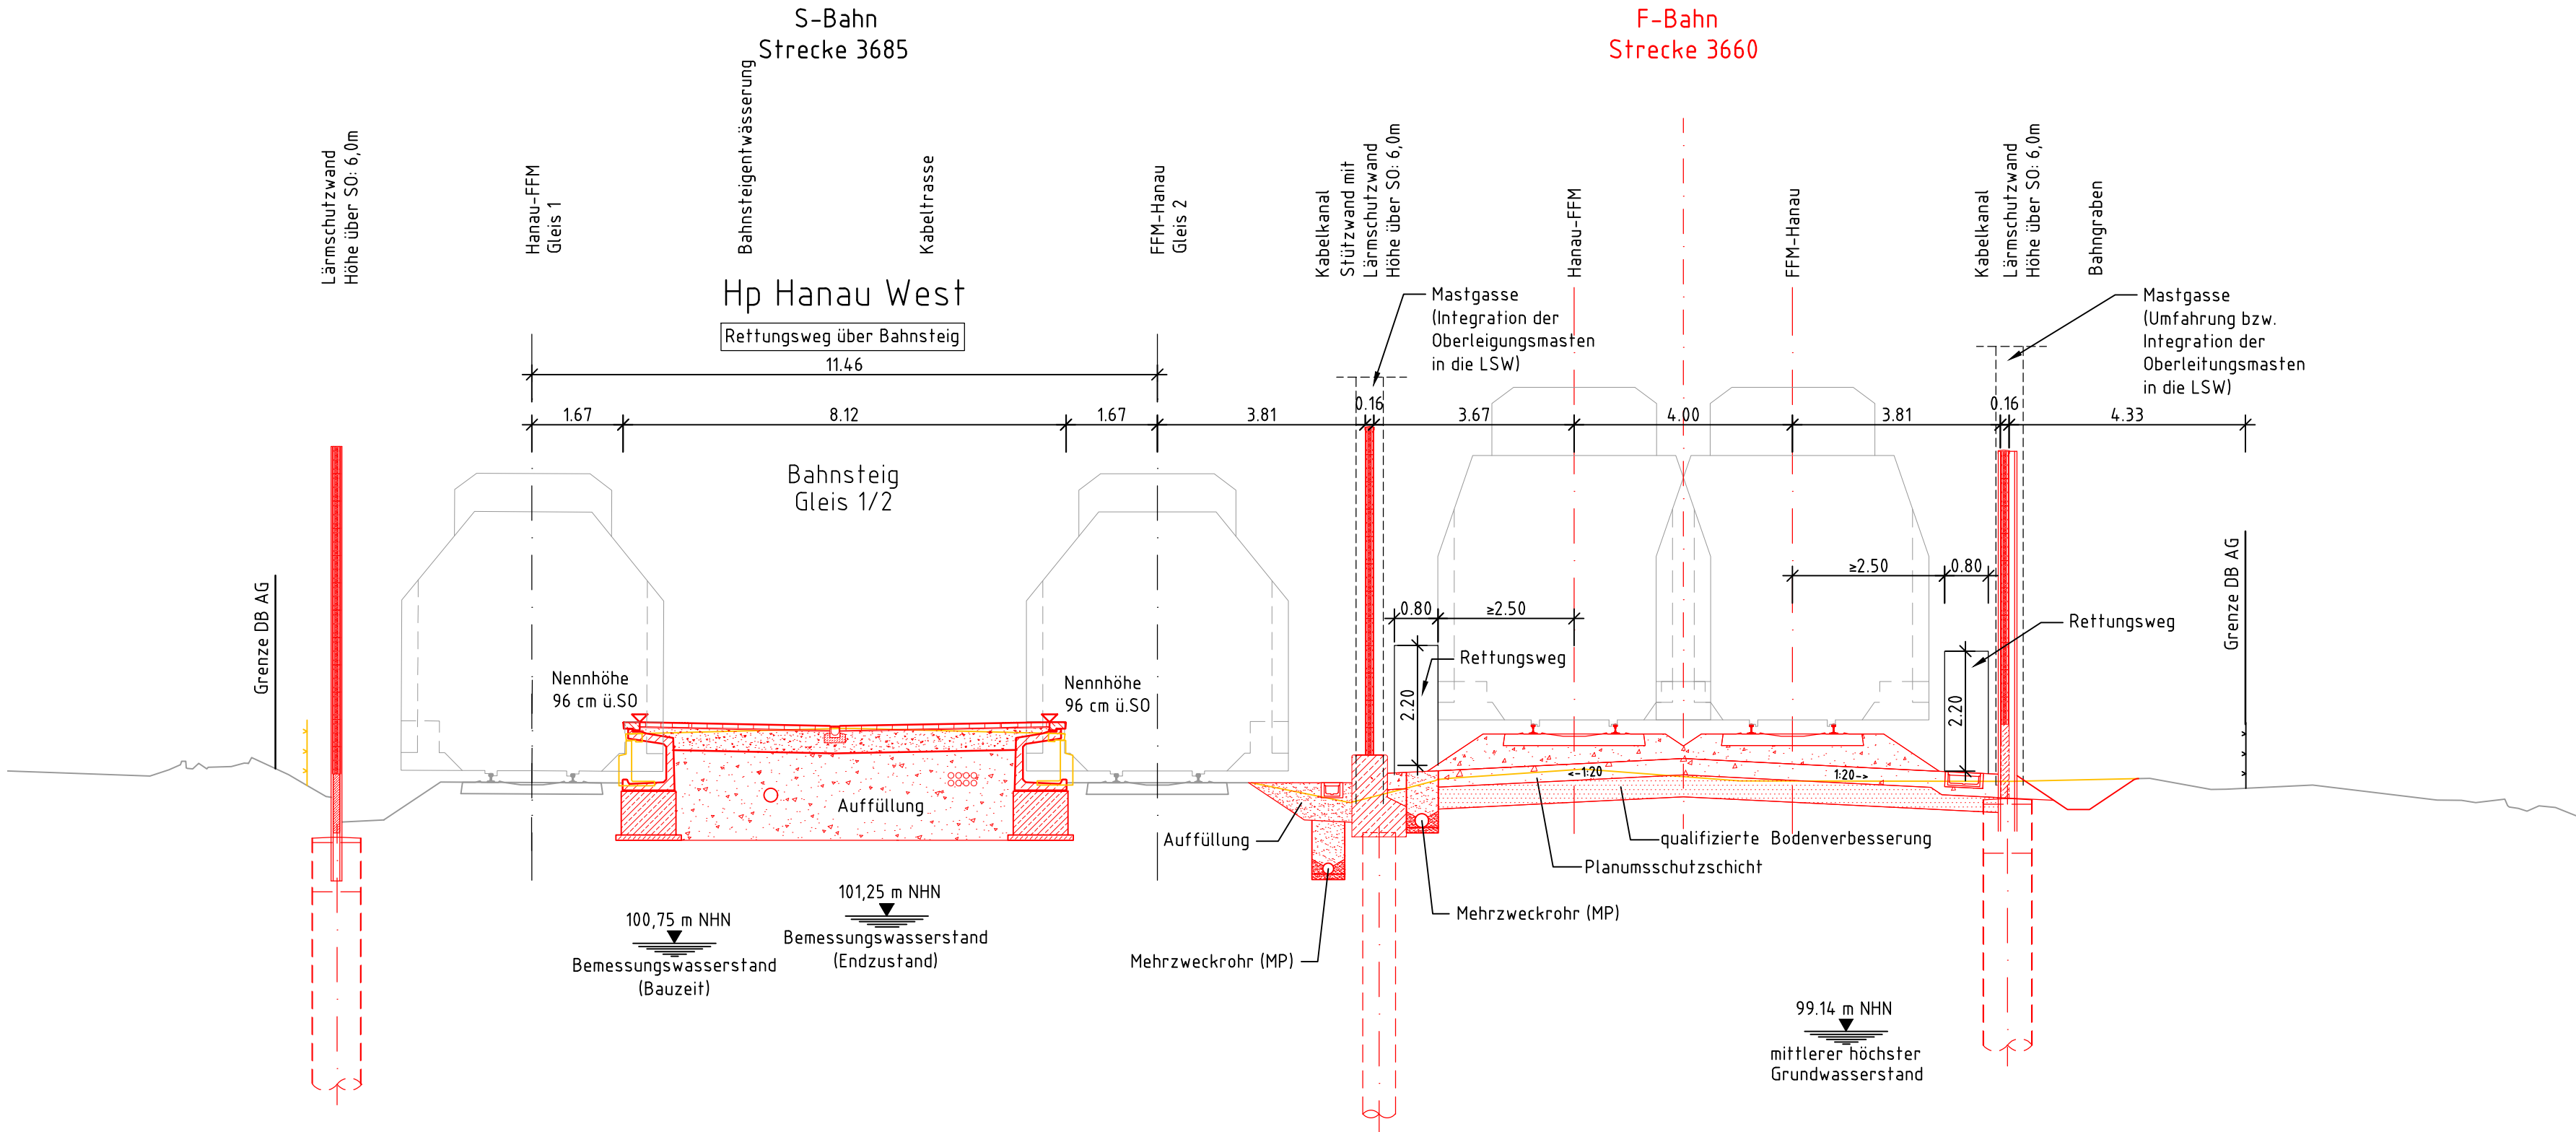 S-Bahn
Strecke 3685
F-Bahn
Strecke 3660
Lärmschutzwand
Höhe über SO: 6,0m
Hanau-FFM
Gleis 1
Bahnsteigentwässerung
Kabeltrasse
FFM-Hanau
Gleis 2
Kabelkanal
Stützwand mit
Lärmschutzwand
Höhe über SO: 6,0m
Hanau-FFM
FFM-Hanau
Kabelkanal
Lärmschutzwand
Höhe über SO: 6,0m
Bahngraben
Hp Hanau West
Rettungsweg über Bahnsteig
Mastgasse
(Integration der
Oberleigungsmasten
in die LSW)
Mastgasse
(Umfahrung bzw.
Integration der
Oberleitungsmasten
in die LSW)
11.46
1.67
8.12
1.67
3.81
0.16
3.67
4.00
3.81
0.16
4.33
Bahnsteig
Gleis 1/2
Grenze DB AG
Grenze DB AG
≥2.50
0.80
0.80
≥2.50
Rettungsweg
Rettungsweg
2.20
2.20
Nennhöhe
96 cm ü.SO
Nennhöhe
96 cm ü.SO
<-1:20
1:20->
Auffüllung
Auffüllung
qualifizierte Bodenverbesserung
Planumsschutzschicht
Mehrzweckrohr (MP)
Mehrzweckrohr (MP)
101,25 m NHN
Bemessungswasserstand
(Endzustand)
100,75 m NHN
Bemessungswasserstand
(Bauzeit)
99.14 m NHN
mittlerer höchster
Grundwasserstand